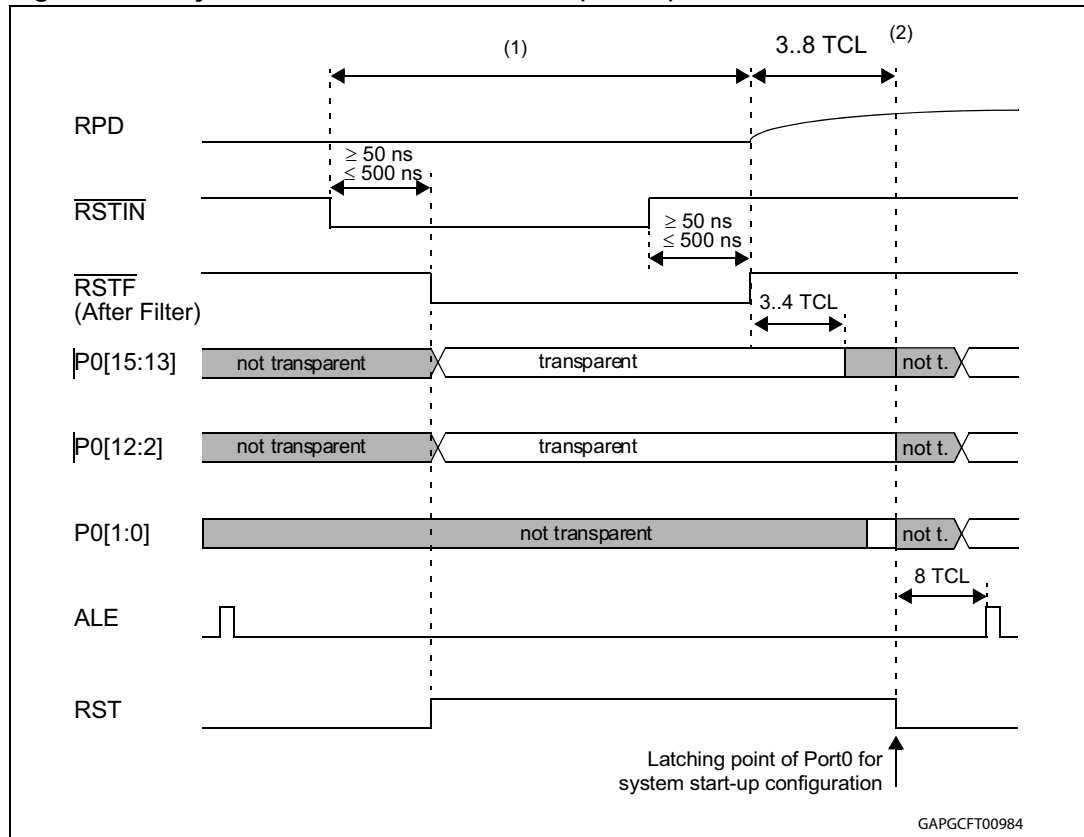 (1)
3..8 TCL (2)
RPD
≥ 50 ns
≤ 500 ns
RSTIN
≥ 50 ns
≤ 500 ns
RSTF
(After Filter)
3..4 TCL
P0[15:13]
not transparent
transparent
not t.
P0[12:2]
not transparent
transparent
not t.
P0[1:0]
not transparent
not t.
8 TCL
ALE
RST
Latching point of Port0 for
system start-up configuration
GAPGCFT00984